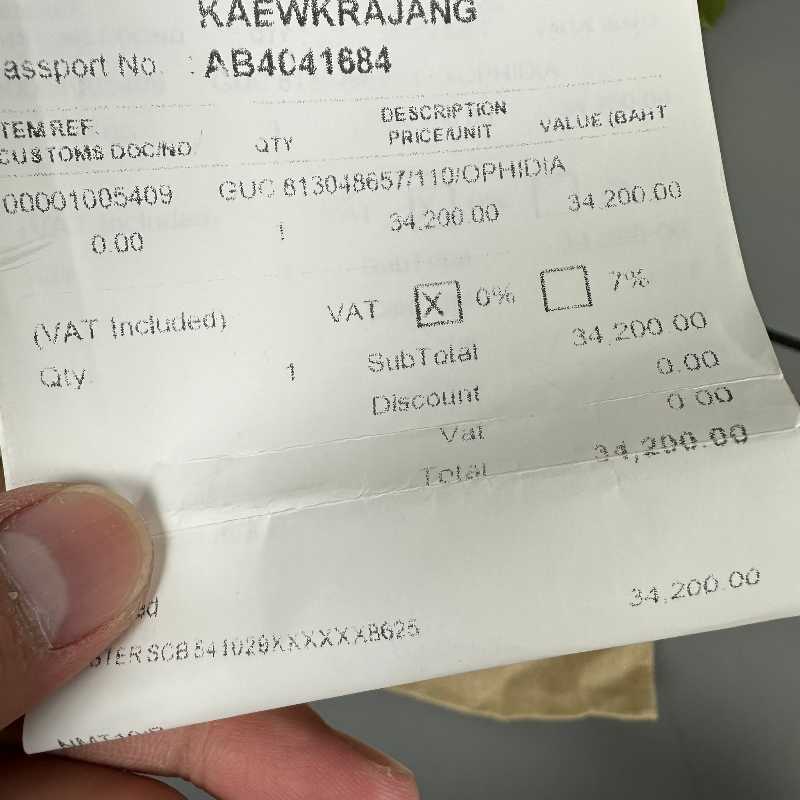 KAEWKRAJANG
assport No : AB4041684
TEM REF. DESCRIPTION
CUSTOMS DOC/NO. QTY PRICE/UNIT VALUE (BAHT
00001005409 GUC 613048657/110/OPHIDIA
0.00 1 34,200.00 34,200.00
(VAT Included) VAT X 0% 7%
Qty. 1 SubTotal 34,200.00
Discount 0.00
Vat 0.00
Total 34,200.00
34,200.00
STER SCB 541029XXXXXX8625